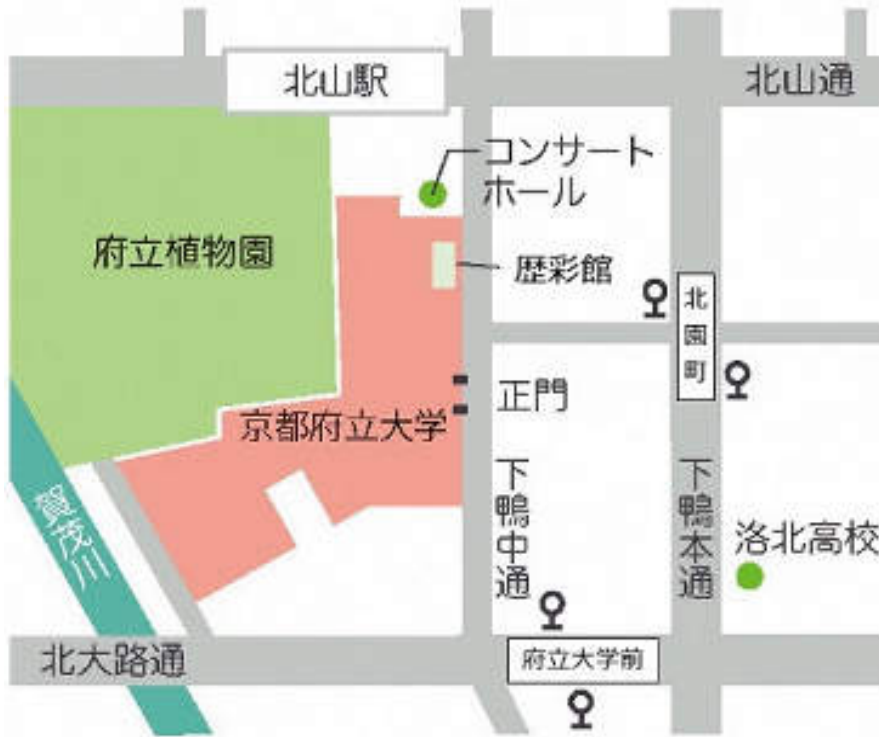 北山駅
北山通
コンサート
ホール
府立植物園
歴彩館
北園町
正門
京都府立大学
下鴨中通
下鴨本通
賀茂川
洛北高校
北大路通
府立大学前